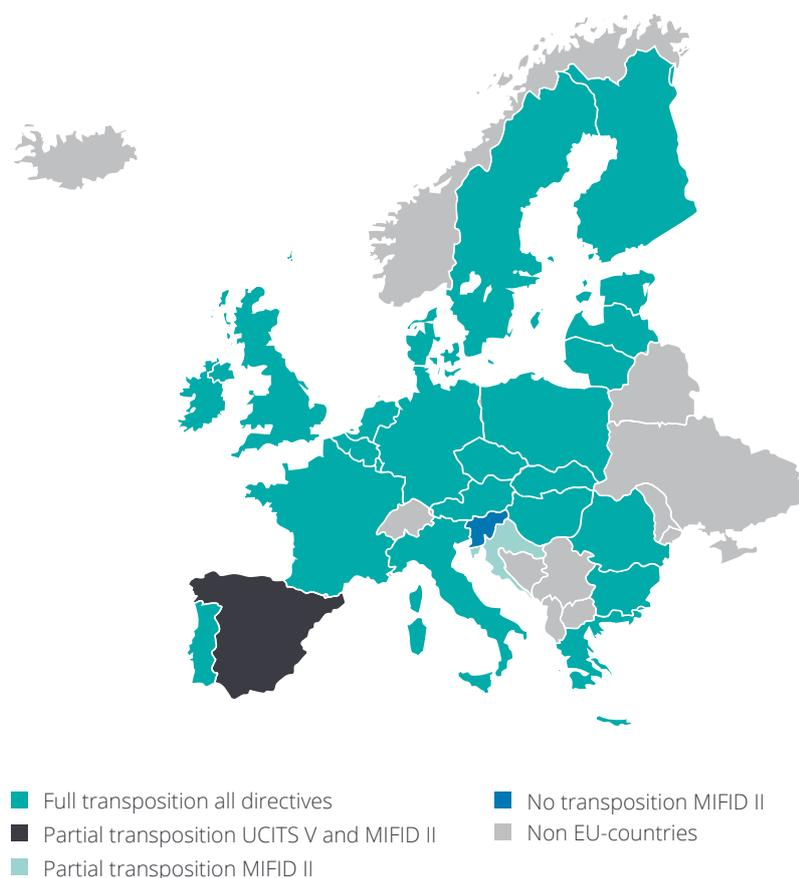 Full transposition all directives
Partial transposition UCITS V and MIFID II
Partial transposition MIFID II
No transposition MIFID II
Non EU-countries